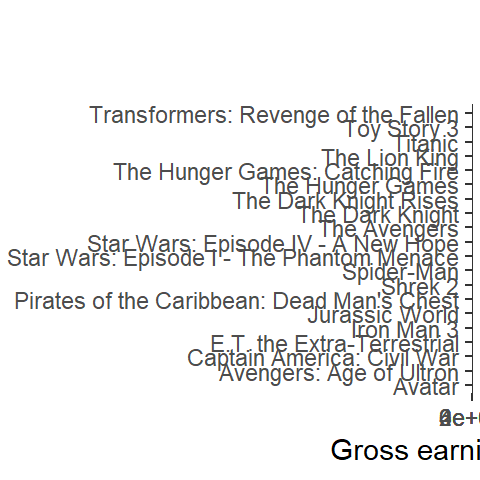 Transformers: Revenge of the Fallen
Toy Story 3
Titanic
The Lion King
The Hunger Games: Catching Fire
The Hunger Games
The Dark Knight Rises
The Dark Knight
The Avengers
Star Wars: Episode IV - A New Hope
Star Wars: Episode I - The Phantom Menace
Spider-Man
Shrek 2
Pirates of the Caribbean: Dead Man's Chest
Jurassic World
Iron Man 3
E.T. the Extra-Terrestrial
Captain America: Civil War
Avengers: Age of Ultron
Avatar
Gross earni